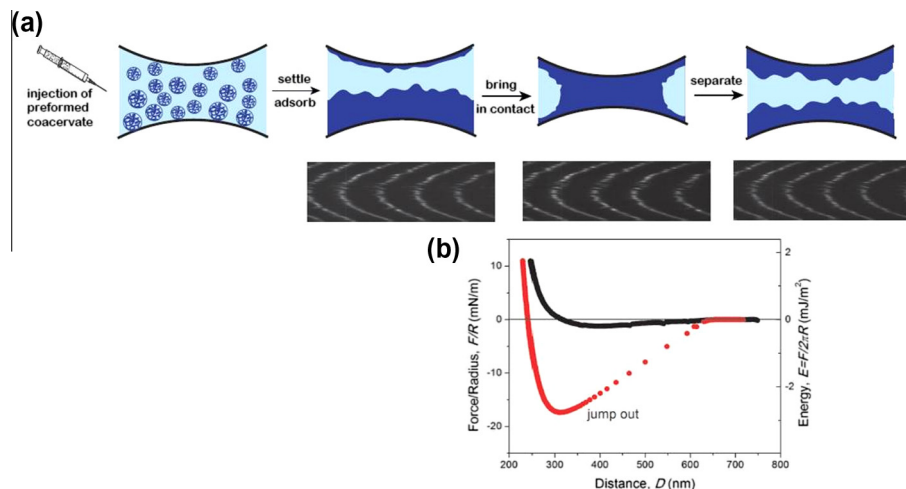 (a)
injection of
preformed
coacervate
settle
adsorb
bring
in contact
separate
(b)
Force/Radius, F/R (mN/m)
10
0
-10
-20
2
0
-2
Energy, E=F/2πR (mJ/m²)
jump out
200 300 400 500 600 700 800
Distance, D (nm)